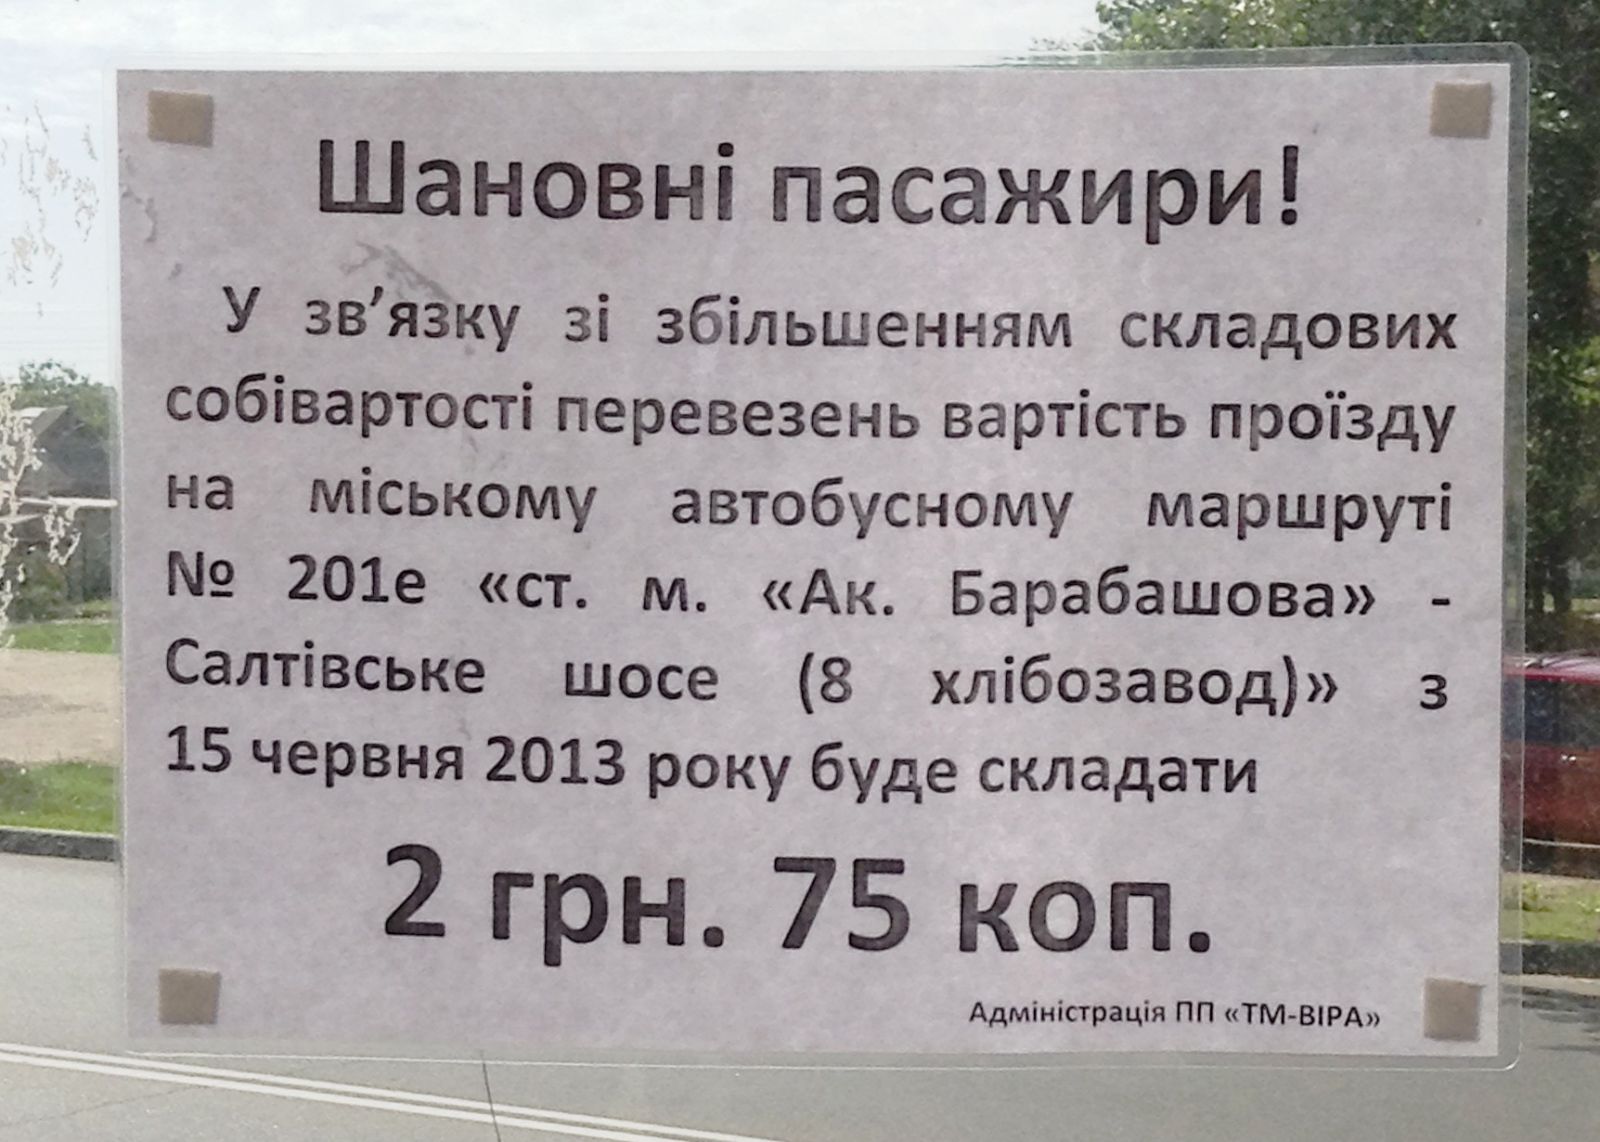 Шановні пасажири!
У зв’язку зі збільшенням складових
собівартості перевезень вартість проїзду
на міському автобусному маршруті
№ 201е «ст. м. «Ак. Барабашова» -
Салтівське шосе (8 хлібозавод)» з
15 червня 2013 року буде складати
2 грн. 75 коп.
Адміністрація ПП «ТМ-ВІРА»